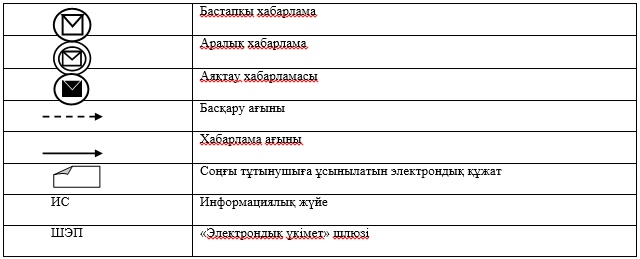 Бастапқы хабарлама
Аралық хабарлама
Аяқтау хабарламасы
Басқару ағыны
Хабарлама ағыны
Соңғы тұтынушыға ұсынылатын электрондық құжат
ИС Информациялық жүйе
ШЭП «Электрондық үкімет» шлюзі